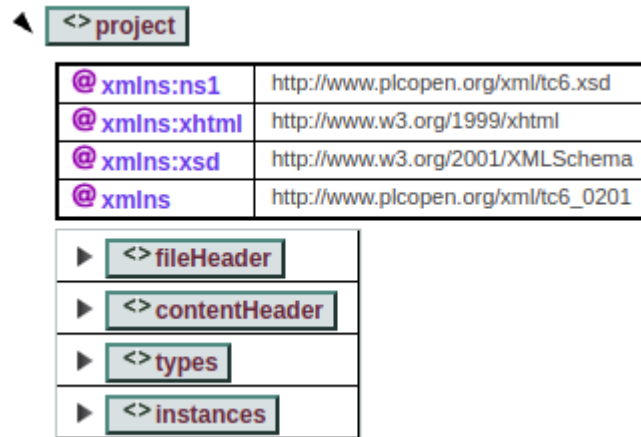 <> project
@ xmlns:ns1 http://www.plcopen.org/xml/tc6.xsd
@ xmlns:xhtml http://www.w3.org/1999/xhtml
@ xmlns:xsd http://www.w3.org/2001/XMLSchema
@ xmlns http://www.plcopen.org/xml/tc6_0201
<> fileHeader
<> contentHeader
<> types
<> instances